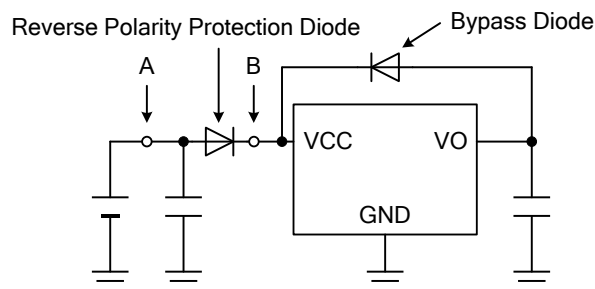 Reverse Polarity Protection Diode
Bypass Diode
A
B
VCC
VO
GND